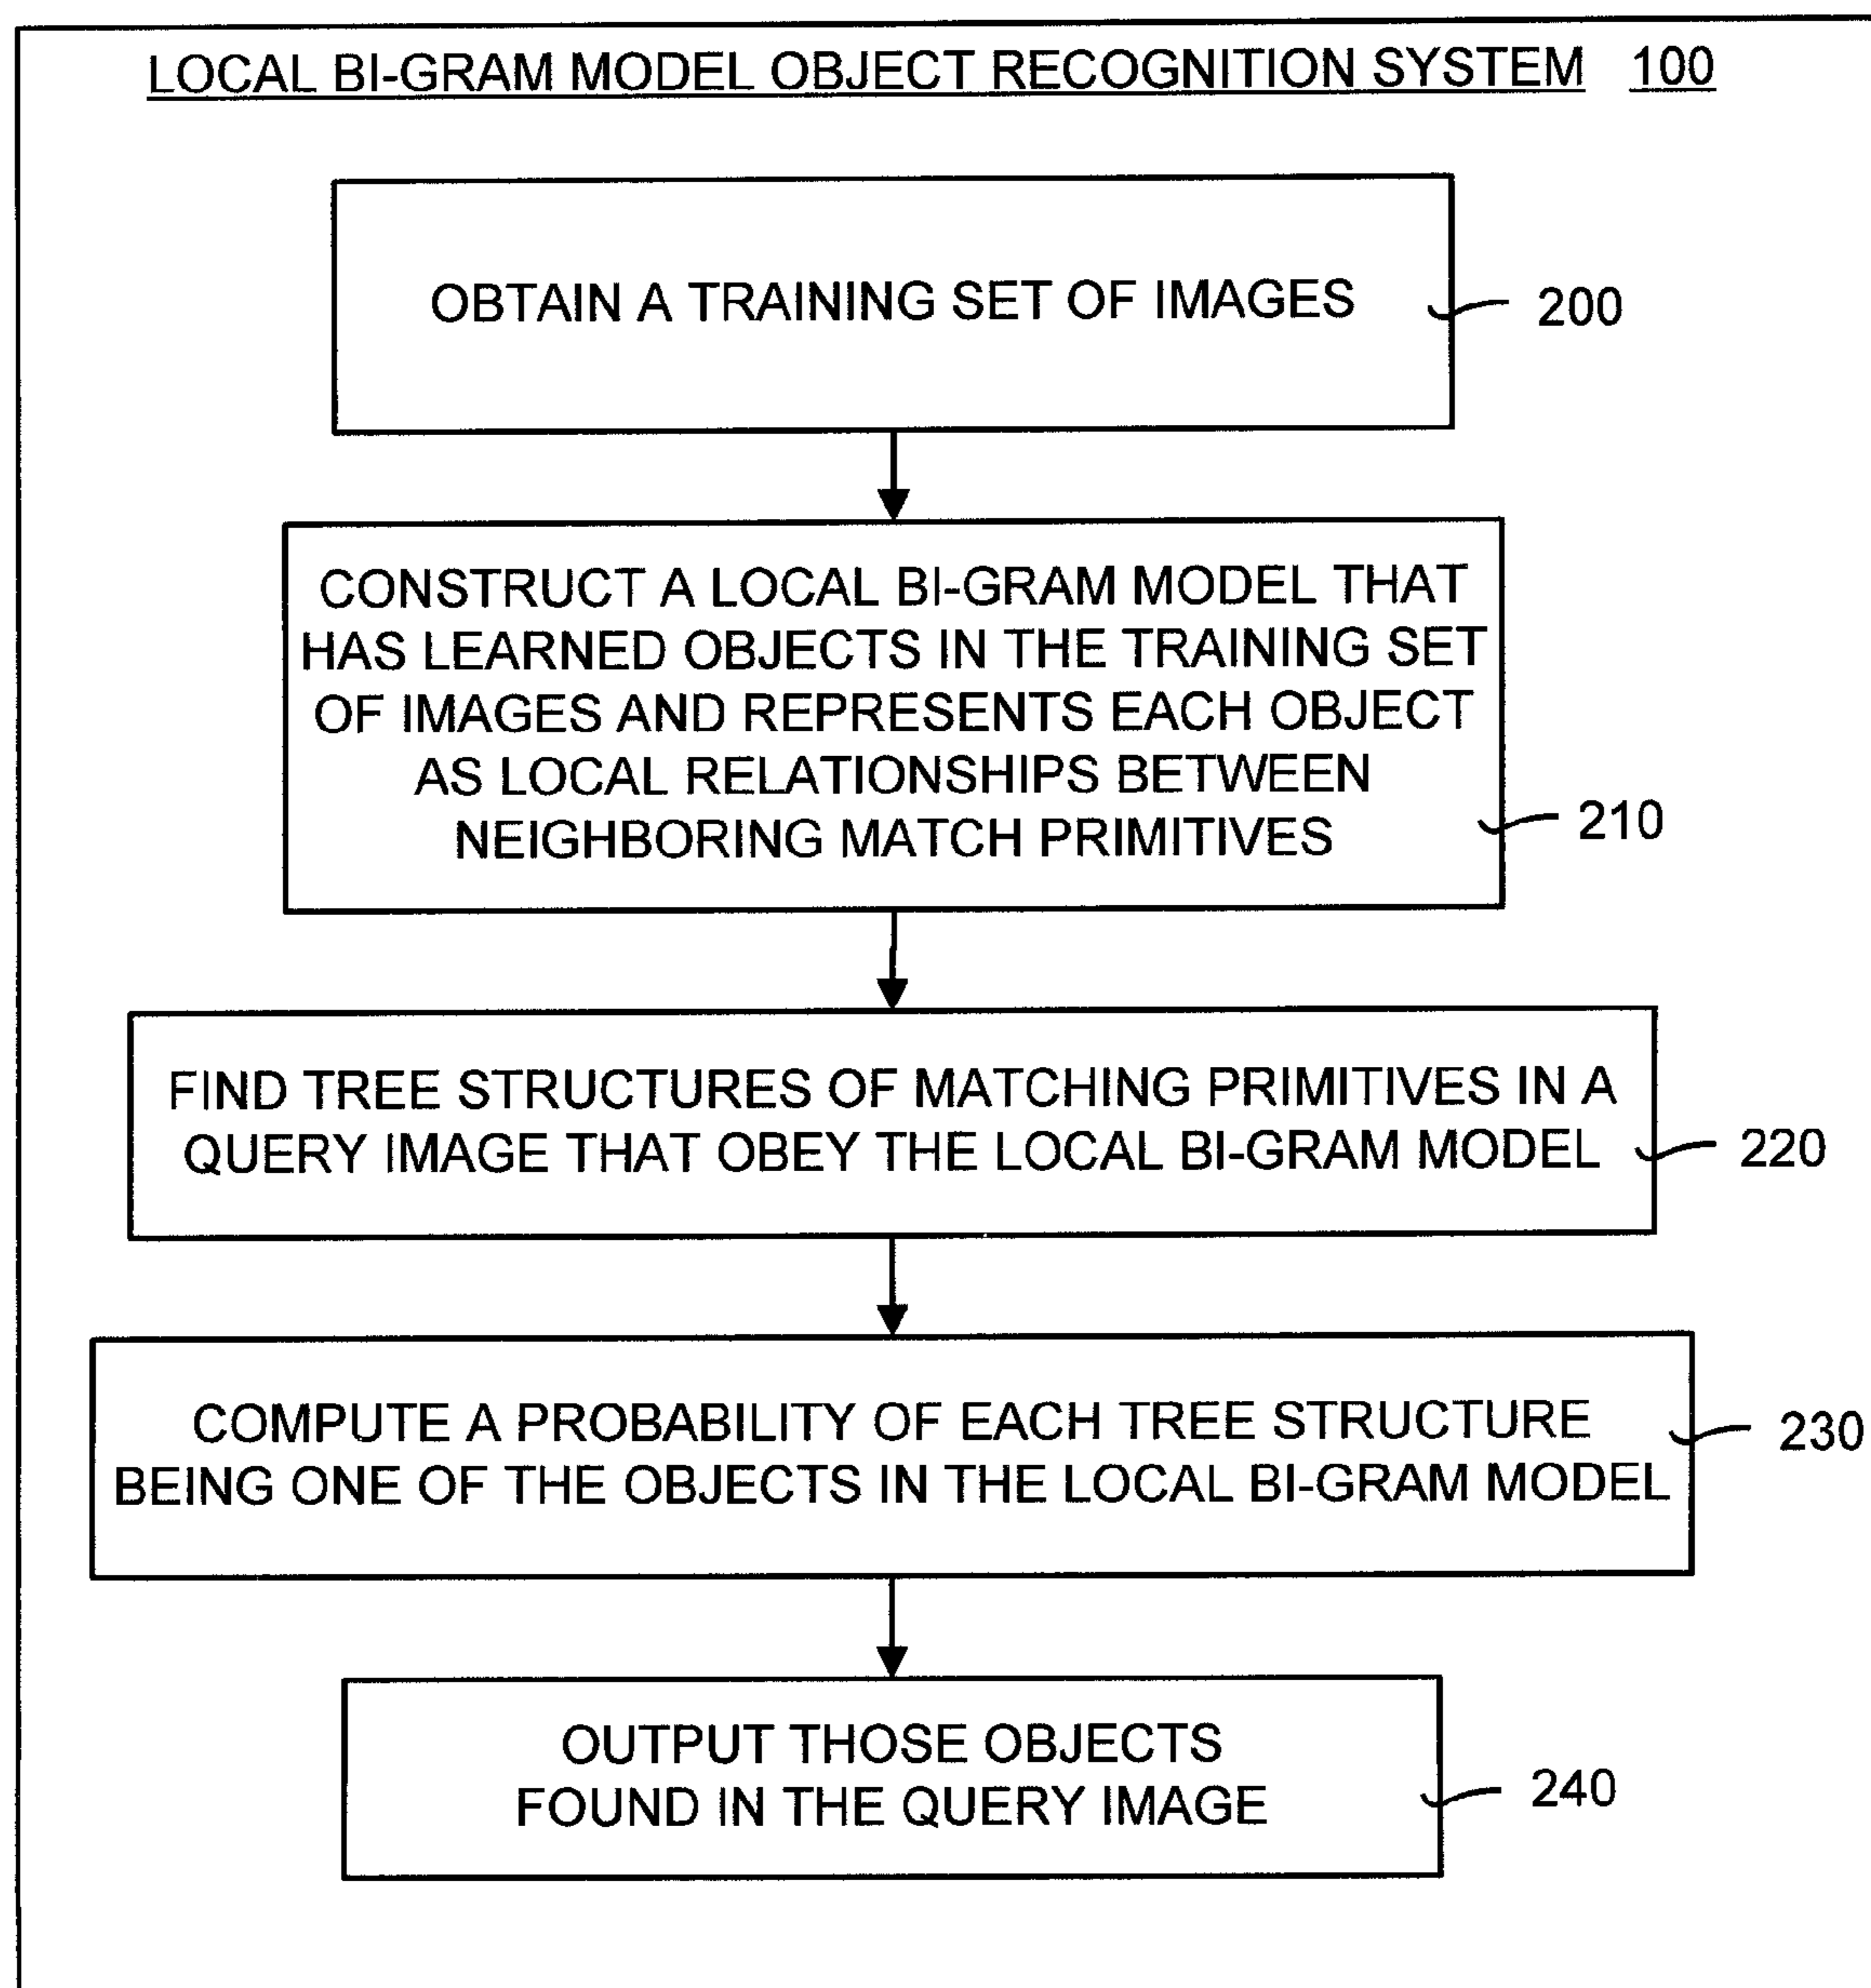 LOCAL BI-GRAM MODEL OBJECT RECOGNITION SYSTEM 100
OBTAIN A TRAINING SET OF IMAGES
200
CONSTRUCT A LOCAL BI-GRAM MODEL THAT
HAS LEARNED OBJECTS IN THE TRAINING SET
OF IMAGES AND REPRESENTS EACH OBJECT
AS LOCAL RELATIONSHIPS BETWEEN
NEIGHBORING MATCH PRIMITIVES
210
FIND TREE STRUCTURES OF MATCHING PRIMITIVES IN A
QUERY IMAGE THAT OBEY THE LOCAL BI-GRAM MODEL
220
COMPUTE A PROBABILITY OF EACH TREE STRUCTURE
BEING ONE OF THE OBJECTS IN THE LOCAL BI-GRAM MODEL
230
OUTPUT THOSE OBJECTS
FOUND IN THE QUERY IMAGE
240